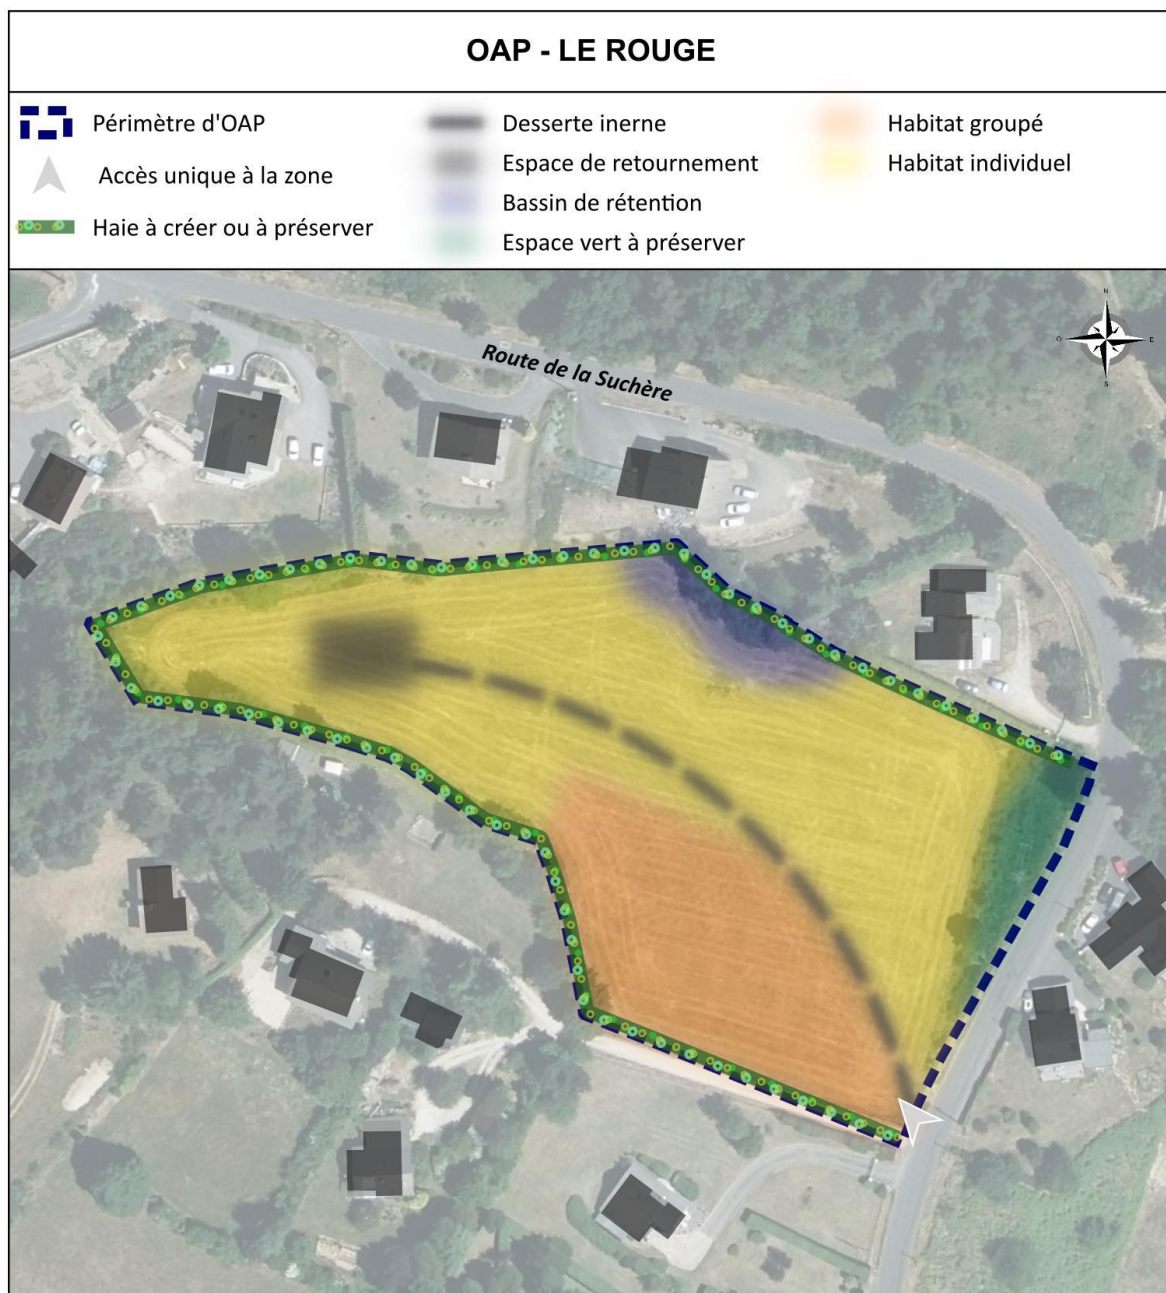 OAP - LE ROUGE
Périmètre d'OAP
Accès unique à la zone
Haie à créer ou à préserver
Desserte inerne
Espace de retournement
Bassin de rétention
Espace vert à préserver
Habitat groupé
Habitat individuel
N
O
E
S
Route de la Suchère